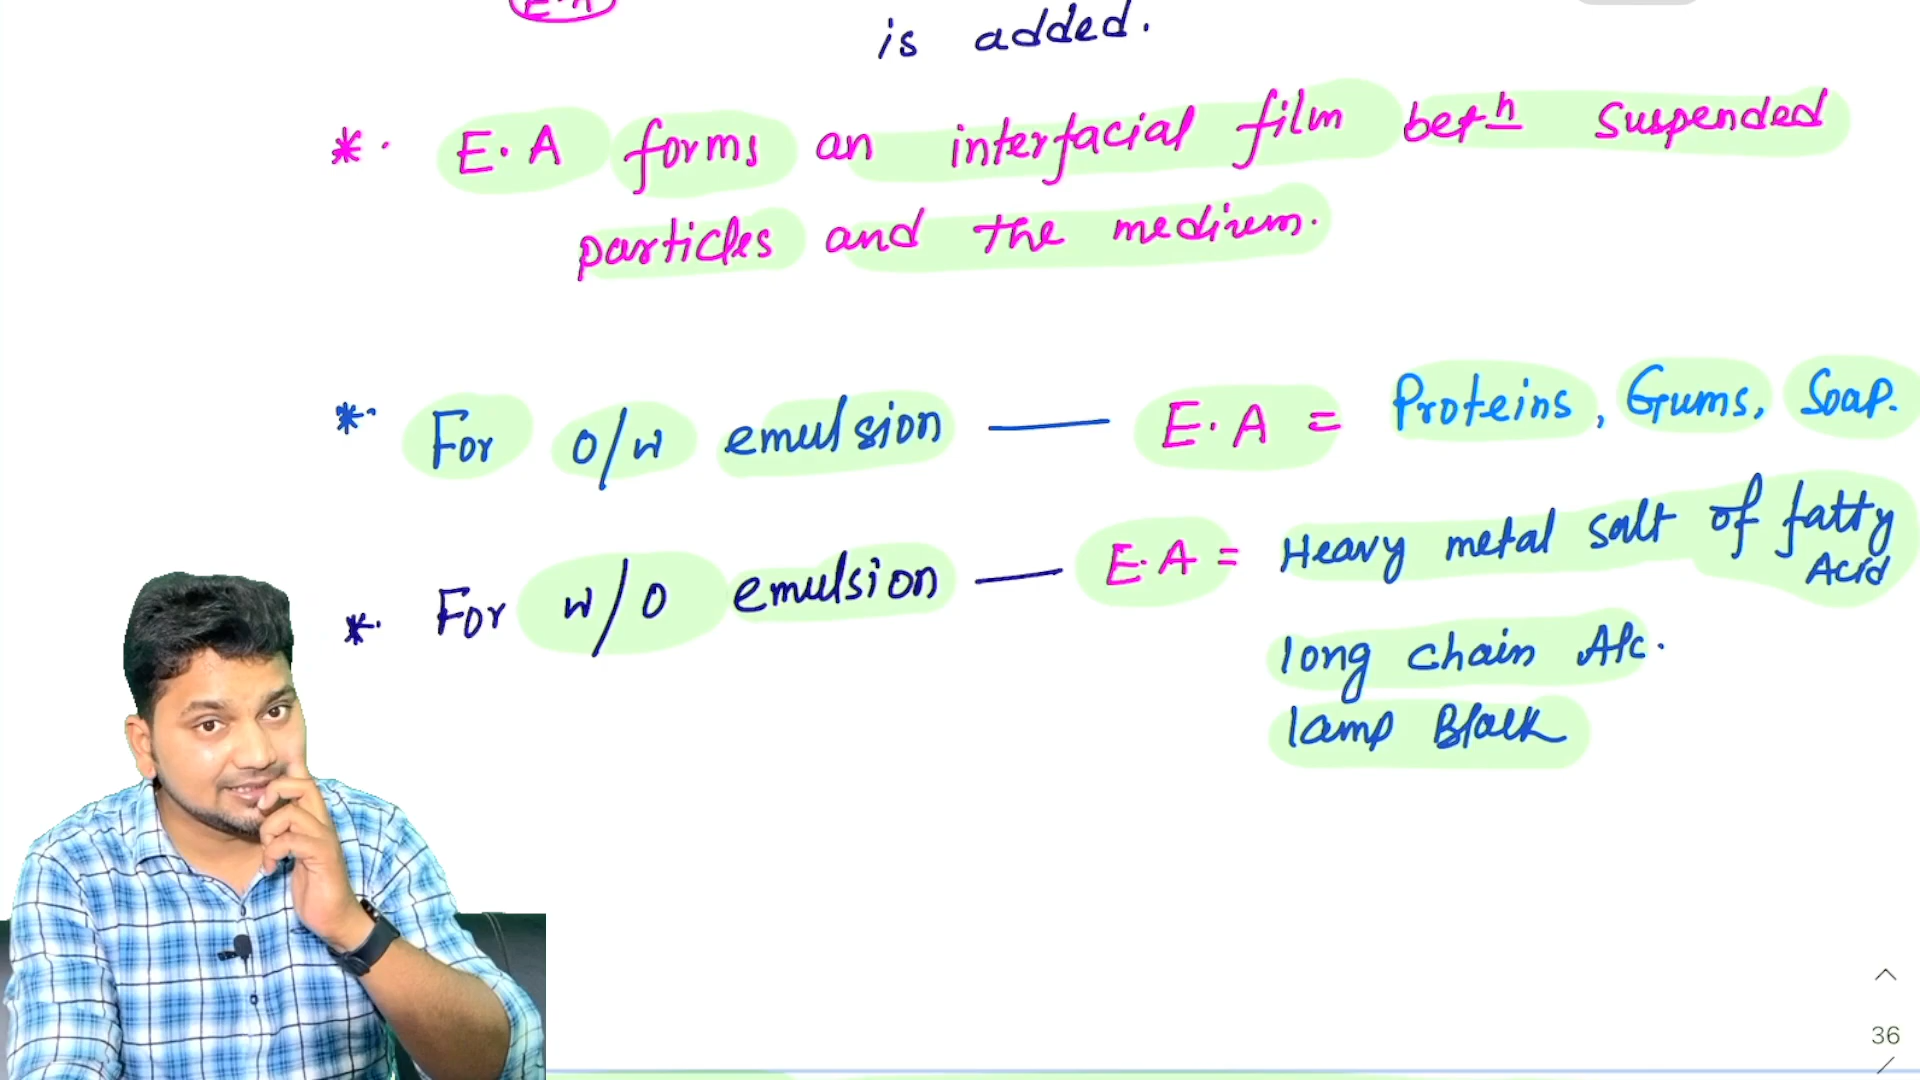 is added.
*. E.A forms an interfacial film betn suspended
particles and the medium.
*. For O/W emulsion — E.A = Proteins, Gums, Soap.
*. For W/O emulsion — E.A = Heavy metal salt of fatty
Acid
long chain Alc.
lamp Black
36